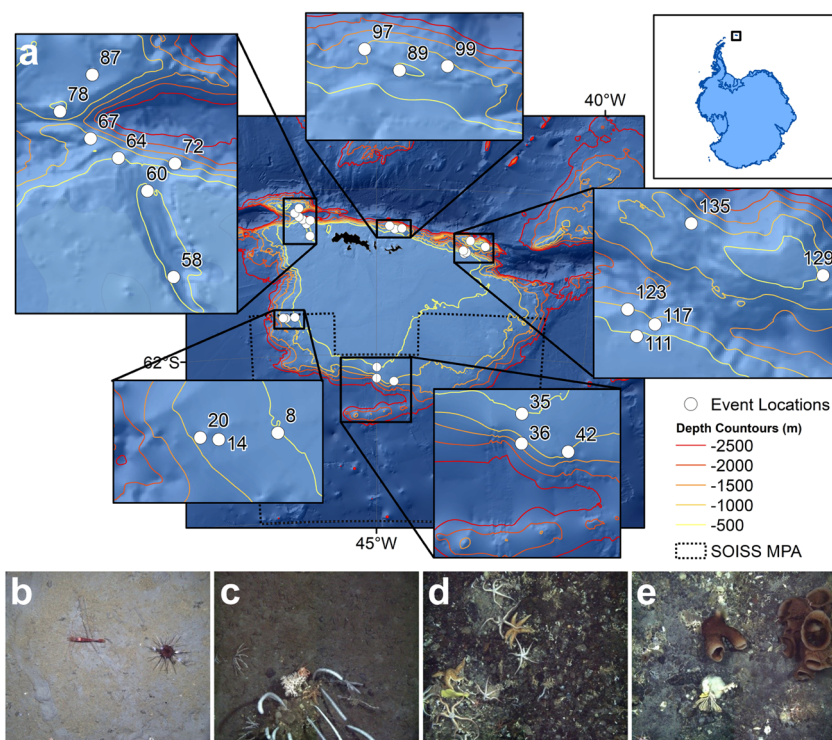 a
87
78
67
64
72
60
58
97
89
99
40°W
135
129
123
117
111
62°S
20
14
8
35
36
42
45°W
Event Locations
Depth Countours (m)
-2500
-2000
-1500
-1000
-500
SOISS MPA
b
c
d
e